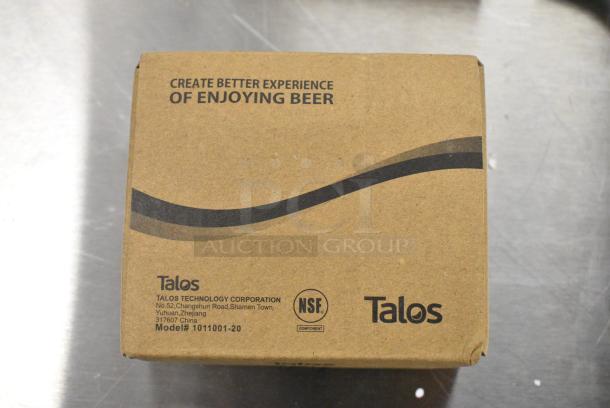 CREATE BETTER EXPERIENCE
OF ENJOYING BEER
PCI
AUCTION GROUP
Talos
TALOS TECHNOLOGY CORPORATION
No.52,Changshun Road,Shamen Town,
Yuhuan,Zhejiang
317607 China
Model# 1011001-20
NSF.
COMPONENT
Talos